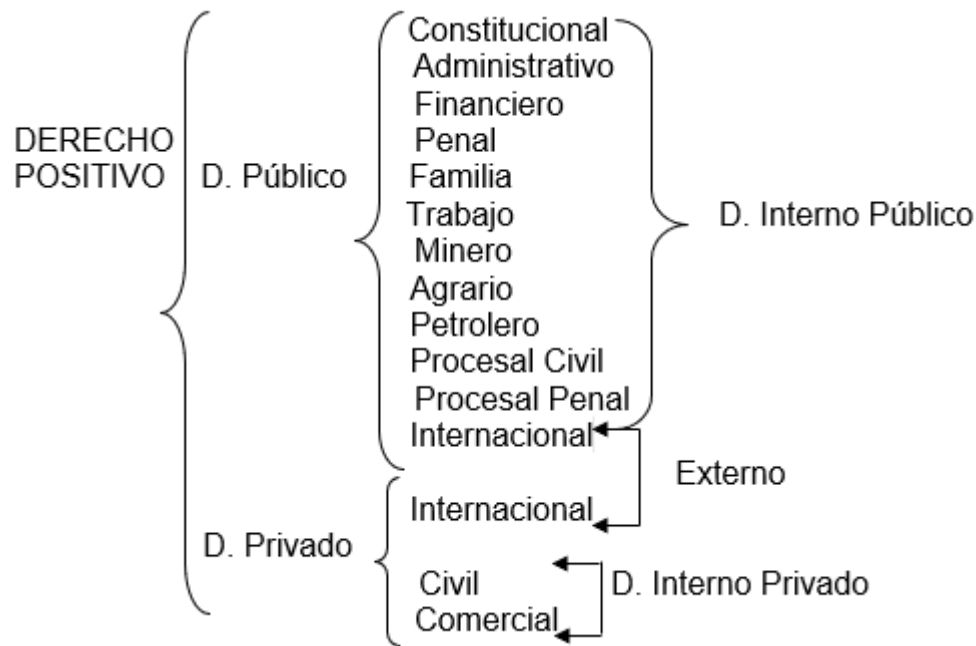 DERECHO
POSITIVO
D. Público
Constitucional
Administrativo
Financiero
Penal
Familia
Trabajo
Minero
Agrario
Petrolero
Procesal Civil
Procesal Penal
Internacional
D. Interno Público
Externo
D. Privado
Internacional
Civil
Comercial
D. Interno Privado